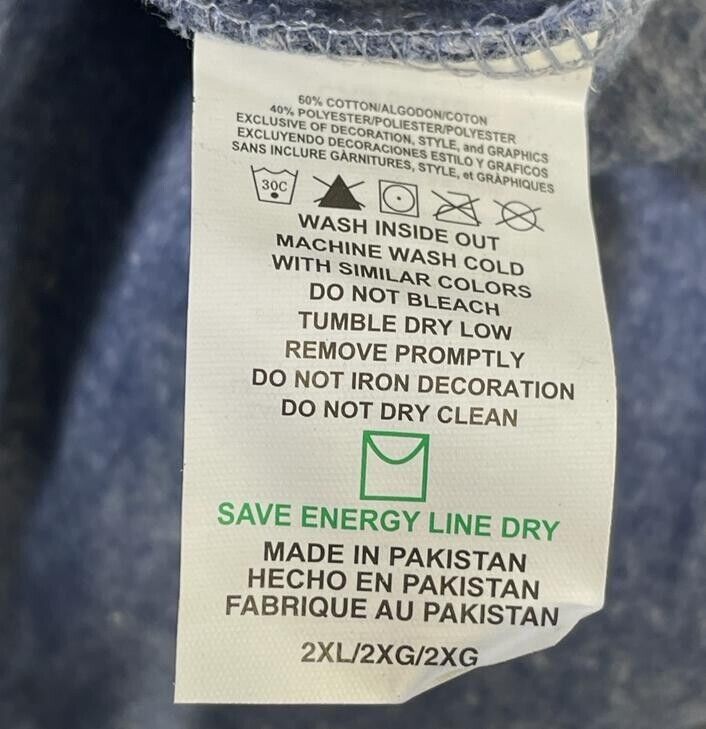 60% COTTON/ALGODON/COTON
40% POLYESTER/POLIESTER/POLYESTER
EXCLUSIVE OF DECORATION, STYLE, and GRAPHICS
EXCLUYENDO DECORACIONES ESTILO Y GRAFICOS
SANS INCLURE GARNITURES, STYLE, et GRÀPHIQUES
30C
WASH INSIDE OUT
MACHINE WASH COLD
WITH SIMILAR COLORS
DO NOT BLEACH
TUMBLE DRY LOW
REMOVE PROMPTLY
DO NOT IRON DECORATION
DO NOT DRY CLEAN
SAVE ENERGY LINE DRY
MADE IN PAKISTAN
HECHO EN PAKISTAN
FABRIQUE AU PAKISTAN
2XL/2XG/2XG